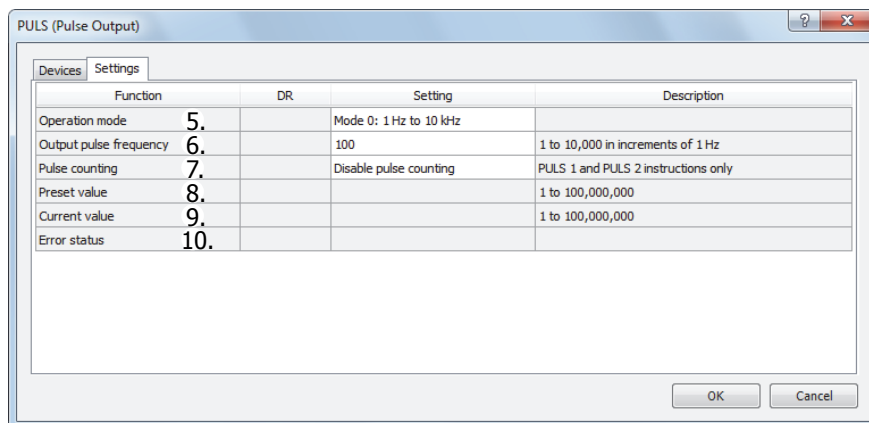 PULS (Pulse Output)
Devices Settings
Function DR Setting Description
Operation mode 5. Mode 0: 1 Hz to 10 kHz
Output pulse frequency 6. 100 1 to 10,000 in increments of 1 Hz
Pulse counting 7. Disable pulse counting PULS 1 and PULS 2 instructions only
Preset value 8. 1 to 100,000,000
Current value 9. 1 to 100,000,000
Error status 10.
OK Cancel